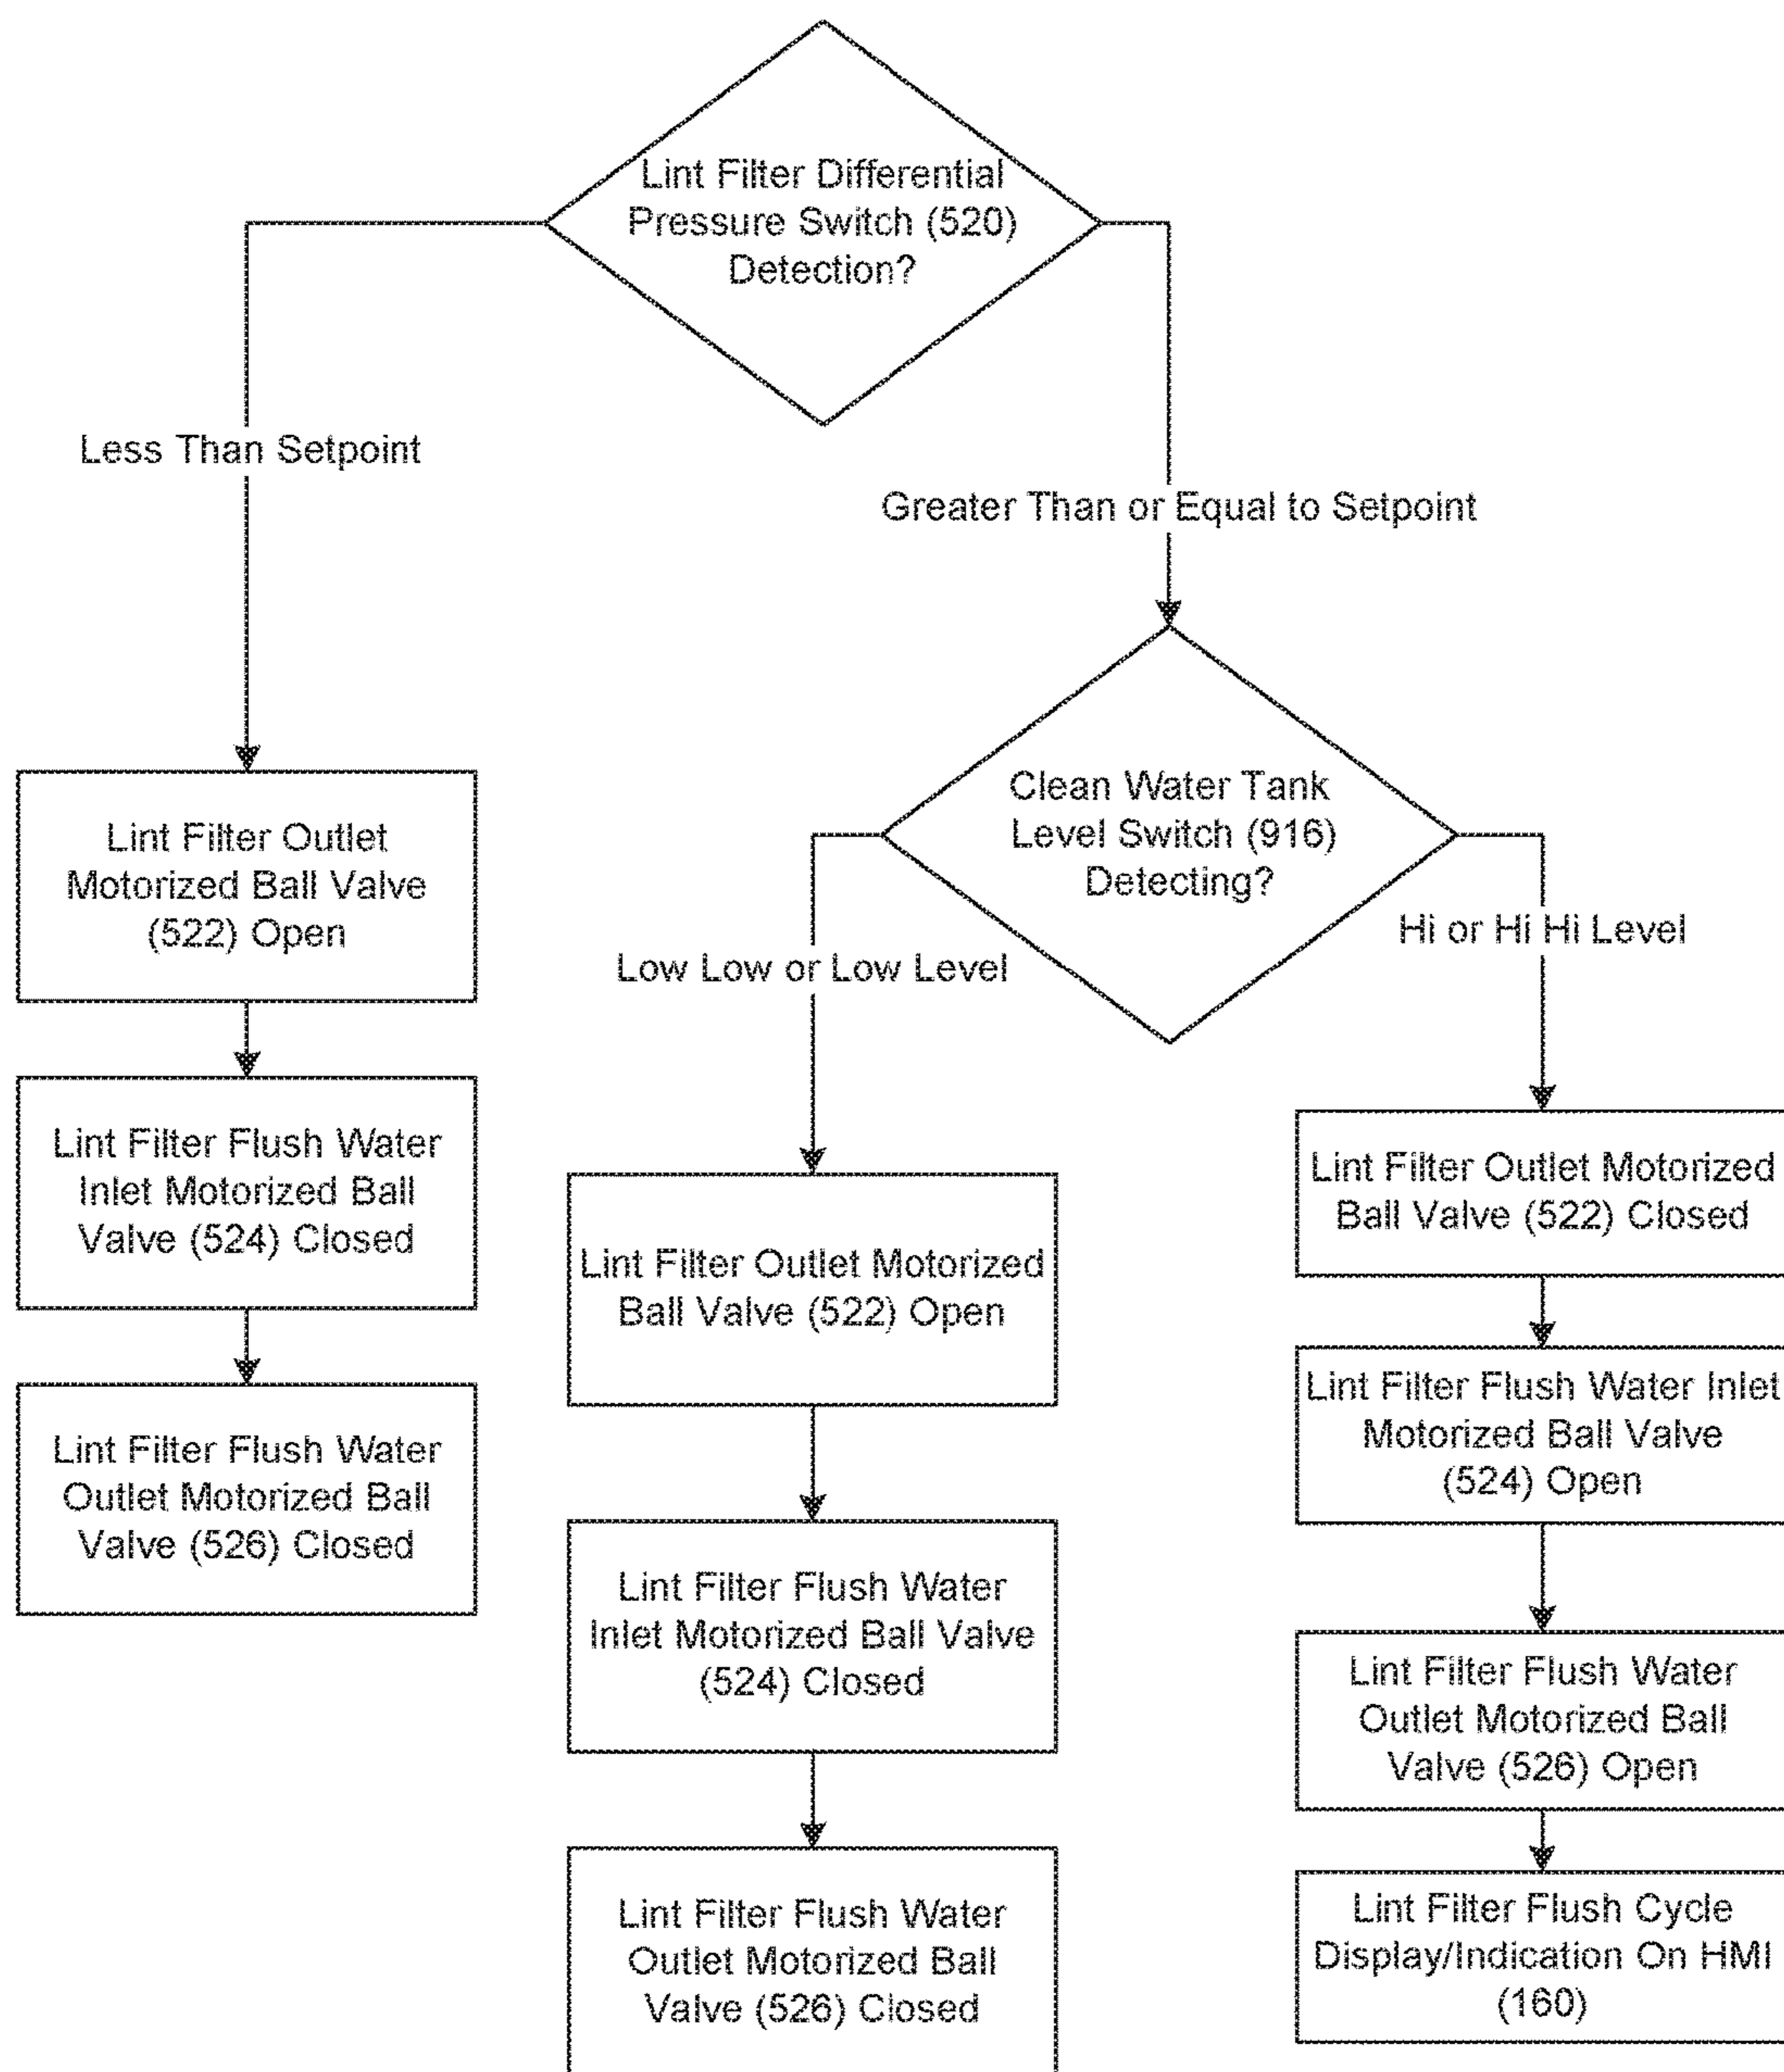 Lint Filter Differential
Pressure Switch (520)
Detection?
Less Than Setpoint
Greater Than or Equal to Setpoint
Lint Filter Outlet
Motorized Ball Valve
(522) Open
Lint Filter Flush Water
Inlet Motorized Ball
Valve (524) Closed
Lint Filter Flush Water
Outlet Motorized Ball
Valve (526) Closed
Clean Water Tank
Level Switch (916)
Detecting?
Low Low or Low Level
Hi or Hi Hi Level
Lint Filter Outlet Motorized
Ball Valve (522) Open
Lint Filter Flush Water
Inlet Motorized Ball Valve
(524) Closed
Lint Filter Flush Water
Outlet Motorized Ball
Valve (526) Closed
Lint Filter Outlet Motorized
Ball Valve (522) Closed
Lint Filter Flush Water Inlet
Motorized Ball Valve
(524) Open
Lint Filter Flush Water
Outlet Motorized Ball
Valve (526) Open
Lint Filter Flush Cycle
Display/Indication On HMI
(160)